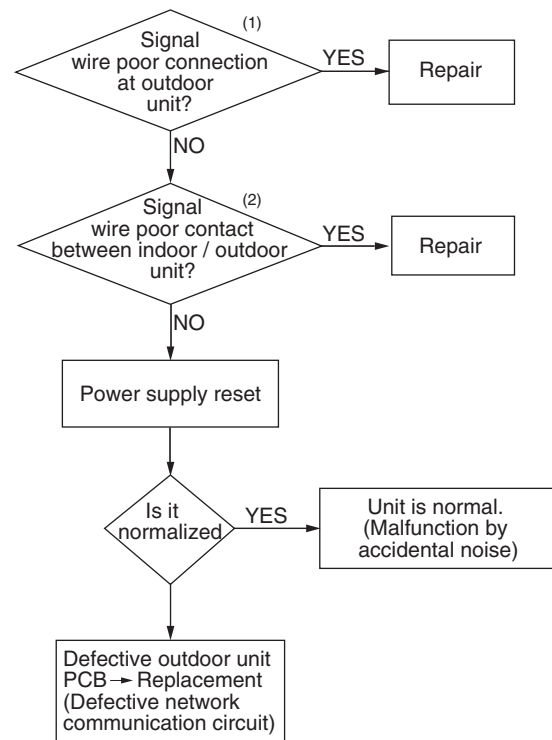 (1)
Signal
wire poor connection
at outdoor
unit?
YES
Repair
NO
(2)
Signal
wire poor contact
between indoor / outdoor
unit?
YES
Repair
NO
Power supply reset
Is it
normalized
YES
Unit is normal.
(Malfunction by
accidental noise)
Defective outdoor unit
PCB → Replacement
(Defective network
communication circuit)